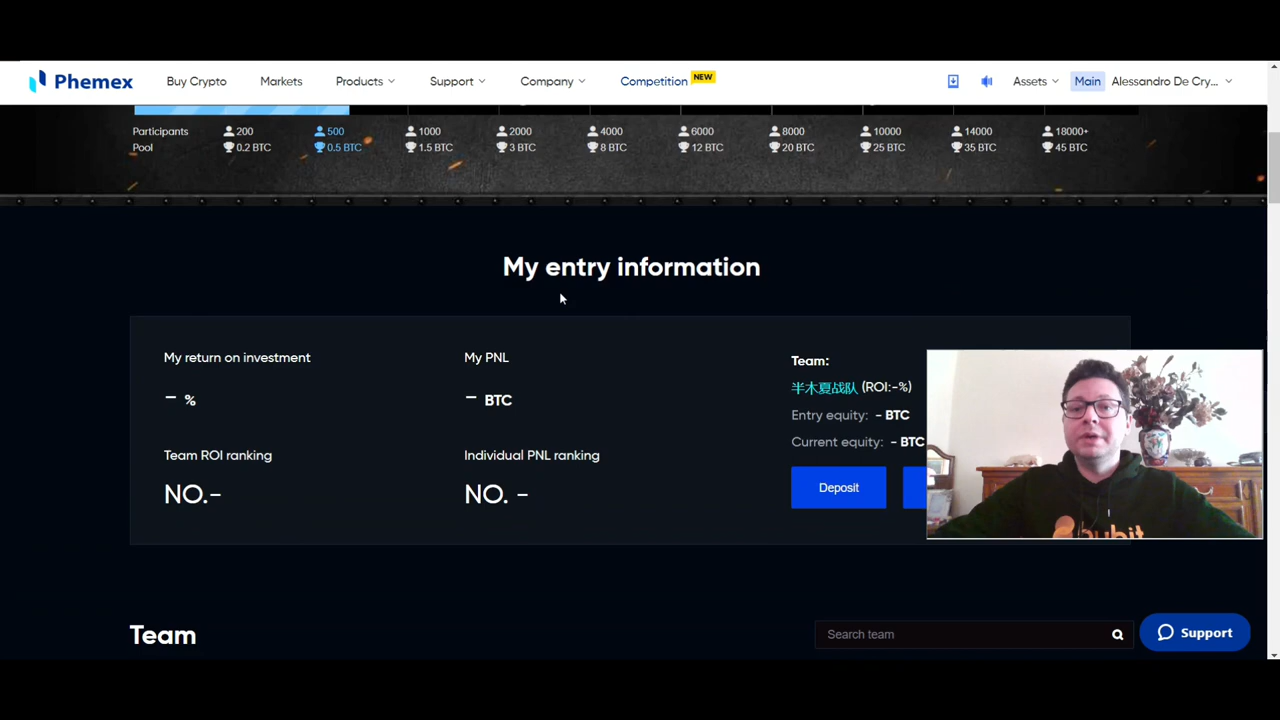 Phemex Buy Crypto Markets Products Support Company Competition NEW Assets Main Alessandro De Cry...
Participants 200 500 1000 2000 4000 6000 8000 10000 14000 18000+
Pool 0.2 BTC 0.5 BTC 1.5 BTC 3 BTC 8 BTC 12 BTC 20 BTC 25 BTC 35 BTC 45 BTC
My entry information
My return on investment
- %
Team ROI ranking
NO.-
My PNL
- BTC
Individual PNL ranking
NO. -
Team:
半木夏战队 (ROI:-%)
Entry equity: - BTC
Current equity: - BTC
Deposit
Team
Search team
Support